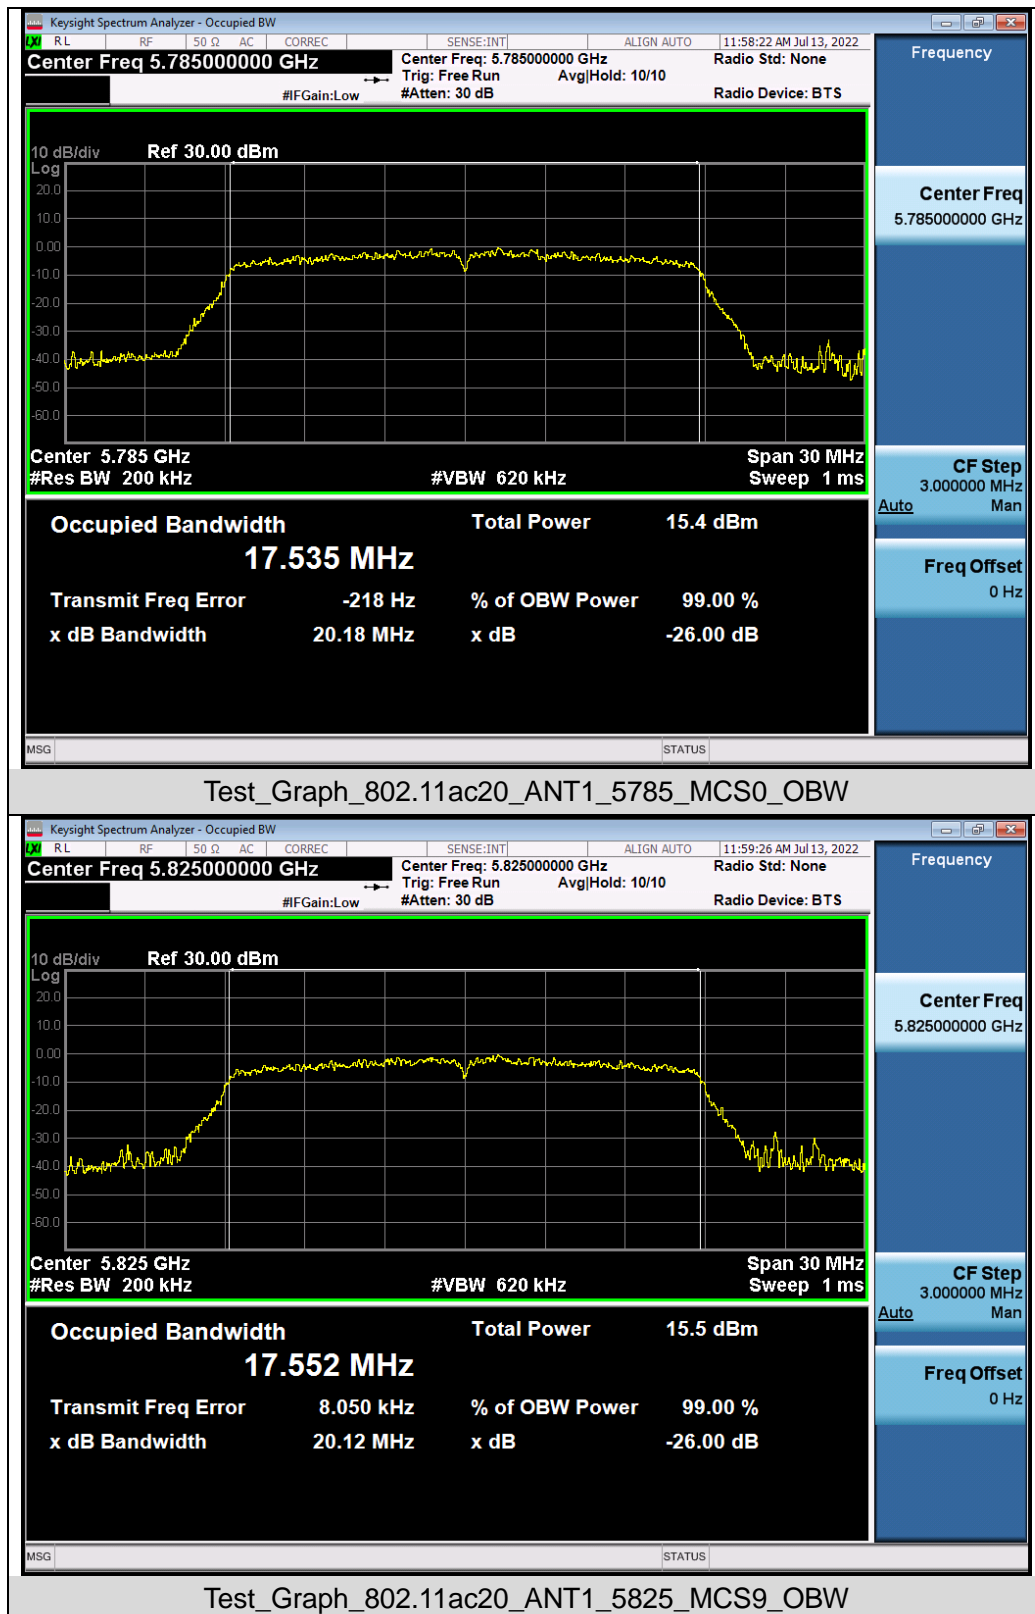 Keysight Spectrum Analyzer - Occupied BW
LXI RL RF 50 Ω AC CORREC SENSE:INT ALIGN AUTO 11:58:22 AM Jul 13, 2022
Center Freq 5.785000000 GHz
Center Freq: 5.785000000 GHz Radio Std: None
Trig: Free Run Avg|Hold: 10/10
#IFGain:Low #Atten: 30 dB Radio Device: BTS
Frequency
10 dB/div Ref 30.00 dBm
Log
20.0
10.0
0.00
-10.0
-20.0
-30.0
-40.0
-50.0
-60.0
Center Freq
5.785000000 GHz
Center 5.785 GHz Span 30 MHz
#Res BW 200 kHz #VBW 620 kHz Sweep 1 ms
CF Step
3.000000 MHz
Auto Man
Occupied Bandwidth Total Power 15.4 dBm
17.535 MHz
Transmit Freq Error -218 Hz % of OBW Power 99.00 %
x dB Bandwidth 20.18 MHz x dB -26.00 dB
Freq Offset
0 Hz
MSG STATUS
Test_Graph_802.11ac20_ANT1_5785_MCS0_OBW
Keysight Spectrum Analyzer - Occupied BW
LXI RL RF 50 Ω AC CORREC SENSE:INT ALIGN AUTO 11:59:26 AM Jul 13, 2022
Center Freq 5.825000000 GHz
Center Freq: 5.825000000 GHz Radio Std: None
Trig: Free Run Avg|Hold: 10/10
#IFGain:Low #Atten: 30 dB Radio Device: BTS
Frequency
10 dB/div Ref 30.00 dBm
Log
20.0
10.0
0.00
-10.0
-20.0
-30.0
-40.0
-50.0
-60.0
Center Freq
5.825000000 GHz
Center 5.825 GHz Span 30 MHz
#Res BW 200 kHz #VBW 620 kHz Sweep 1 ms
CF Step
3.000000 MHz
Auto Man
Occupied Bandwidth Total Power 15.5 dBm
17.552 MHz
Transmit Freq Error 8.050 kHz % of OBW Power 99.00 %
x dB Bandwidth 20.12 MHz x dB -26.00 dB
Freq Offset
0 Hz
MSG STATUS
Test_Graph_802.11ac20_ANT1_5825_MCS9_OBW